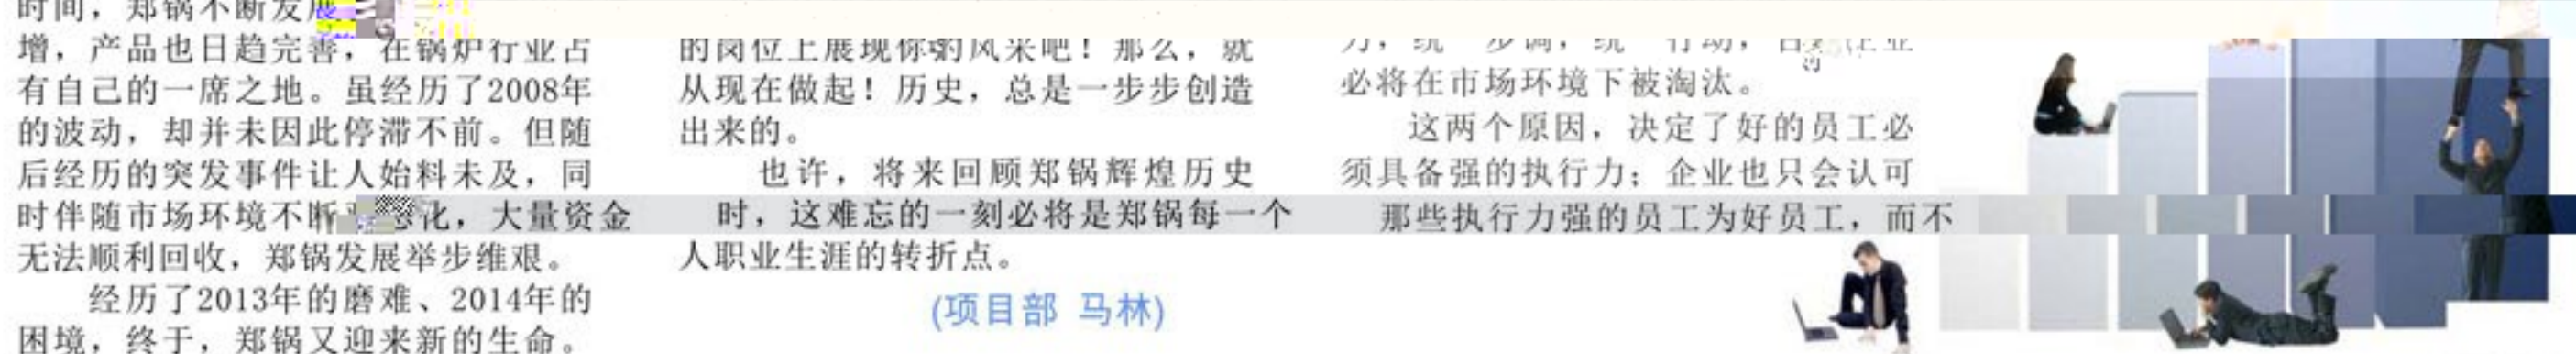 时间，郑锅不断发展
增，产品也日趋完善，在锅炉行业占
有自己的一席之地。虽经历了2008年
的波动，却并未因此停滞不前。但随
后经历的突发事件让人始料未及，同
时伴随市场环境不断化，大量资金
无法顺利回收，郑锅发展举步维艰。
经历了2013年的磨难、2014年的
困境，终于，郑锅又迎来新的生命。
的岗位上展现你的风采吧！那么，就
从现在做起！历史，总是一步步创造
出来的。
也许，将来回顾郑锅辉煌历史
时，这难忘的一刻必将是郑锅每一个
人职业生涯的转折点。
(项目部 马林)
力，统一步调，统一行动，企业
必将在市场环境下被淘汰。
这两个原因，决定了好的员工必
须具备强的执行力；企业也只会认可
那些执行力强的员工为好员工，而不